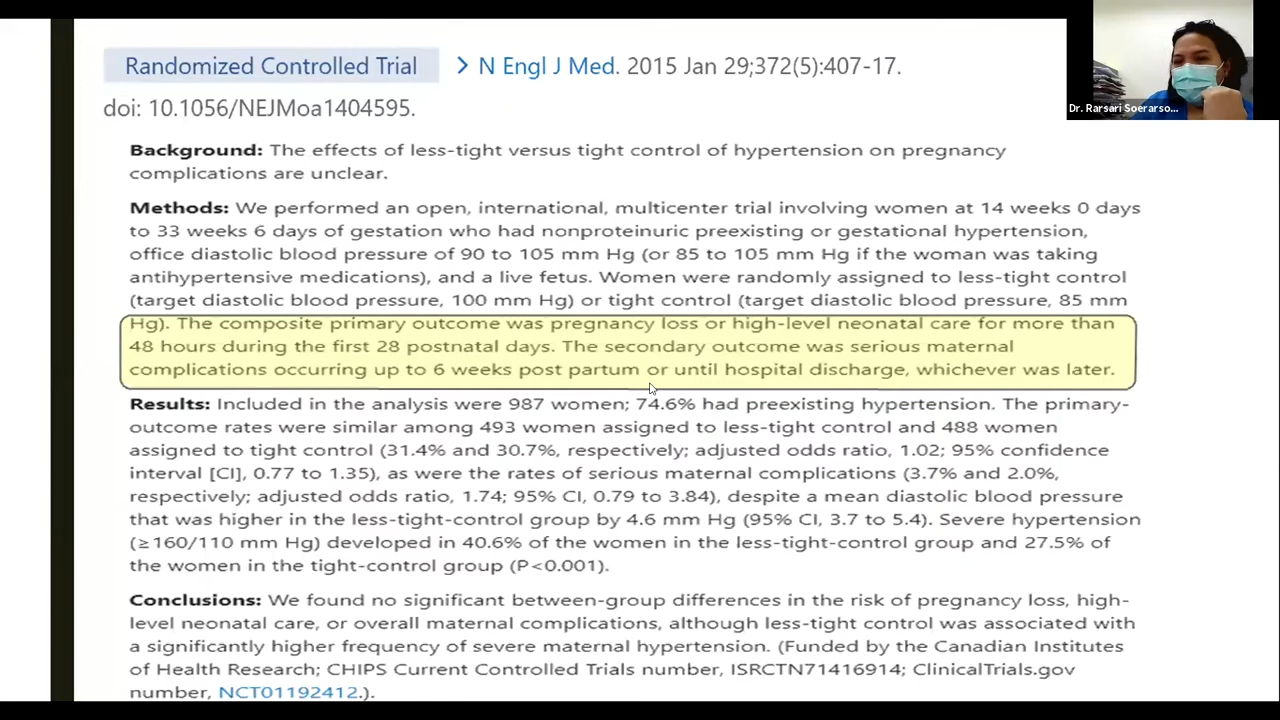 Randomized Controlled Trial > N Engl J Med. 2015 Jan 29;372(5):407-17.
doi: 10.1056/NEJMoa1404595.
Dr. Rarsari Soerarso...
Background: The effects of less-tight versus tight control of hypertension on pregnancy
complications are unclear.
Methods: We performed an open, international, multicenter trial involving women at 14 weeks 0 days
to 33 weeks 6 days of gestation who had nonproteinuric preexisting or gestational hypertension,
office diastolic blood pressure of 90 to 105 mm Hg (or 85 to 105 mm Hg if the woman was taking
antihypertensive medications), and a live fetus. Women were randomly assigned to less-tight control
(target diastolic blood pressure, 100 mm Hg) or tight control (target diastolic blood pressure, 85 mm
Hg). The composite primary outcome was pregnancy loss or high-level neonatal care for more than
48 hours during the first 28 postnatal days. The secondary outcome was serious maternal
complications occurring up to 6 weeks post partum or until hospital discharge, whichever was later.
Results: Included in the analysis were 987 women; 74.6% had preexisting hypertension. The primary-
outcome rates were similar among 493 women assigned to less-tight control and 488 women
assigned to tight control (31.4% and 30.7%, respectively; adjusted odds ratio, 1.02; 95% confidence
interval [CI], 0.77 to 1.35), as were the rates of serious maternal complications (3.7% and 2.0%,
respectively; adjusted odds ratio, 1.74; 95% CI, 0.79 to 3.84), despite a mean diastolic blood pressure
that was higher in the less-tight-control group by 4.6 mm Hg (95% CI, 3.7 to 5.4). Severe hypertension
(≥160/110 mm Hg) developed in 40.6% of the women in the less-tight-control group and 27.5% of
the women in the tight-control group (P<0.001).
Conclusions: We found no significant between-group differences in the risk of pregnancy loss, high-
level neonatal care, or overall maternal complications, although less-tight control was associated with
a significantly higher frequency of severe maternal hypertension. (Funded by the Canadian Institutes
of Health Research; CHIPS Current Controlled Trials number, ISRCTN71416914; ClinicalTrials.gov
number, NCT01192412.).